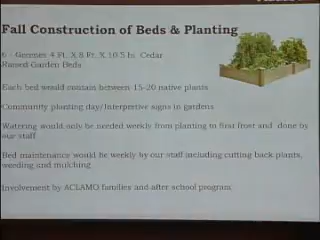 Fall Construction of Beds & Planting
6 - Greenes 4 Ft. X 8 Ft. X 10.5 In. Cedar
Raised Garden Beds
Each bed would contain between 15-20 native plants
Community planting day/Interpretive signs in gardens
Watering would only be needed weekly from planting to first frost and done by
our staff
Bed maintenance would be weekly by our staff including cutting back plants,
weeding and mulching
Involvement by ACLAMO families and after school program